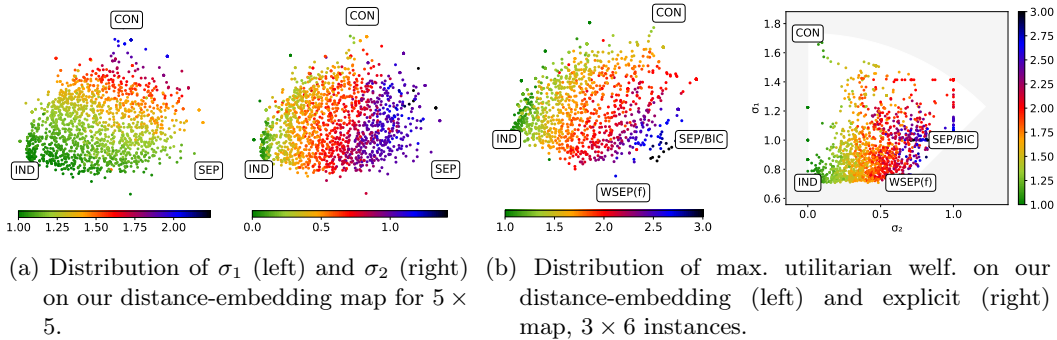 CON
IND
SEP
1.00 1.25 1.50 1.75 2.00
CON
IND
SEP
0.0 0.5 1.0
CON
IND
SEP/BIC
WSEP(f)
1.0 1.5 2.0 2.5 3.0
σ₁
1.8
1.6
1.4
1.2
1.0
0.8
0.6
CON
SEP/BIC
IND
WSEP(f)
0.0 0.5 1.0
σ₂
3.00
2.75
2.50
2.25
2.00
1.75
1.50
1.25
1.00
(a) Distribution of σ₁ (left) and σ₂ (right)
on our distance-embedding map for 5 ×
5.
(b) Distribution of max. utilitarian welf. on our
distance-embedding (left) and explicit (right)
map, 3 × 6 instances.